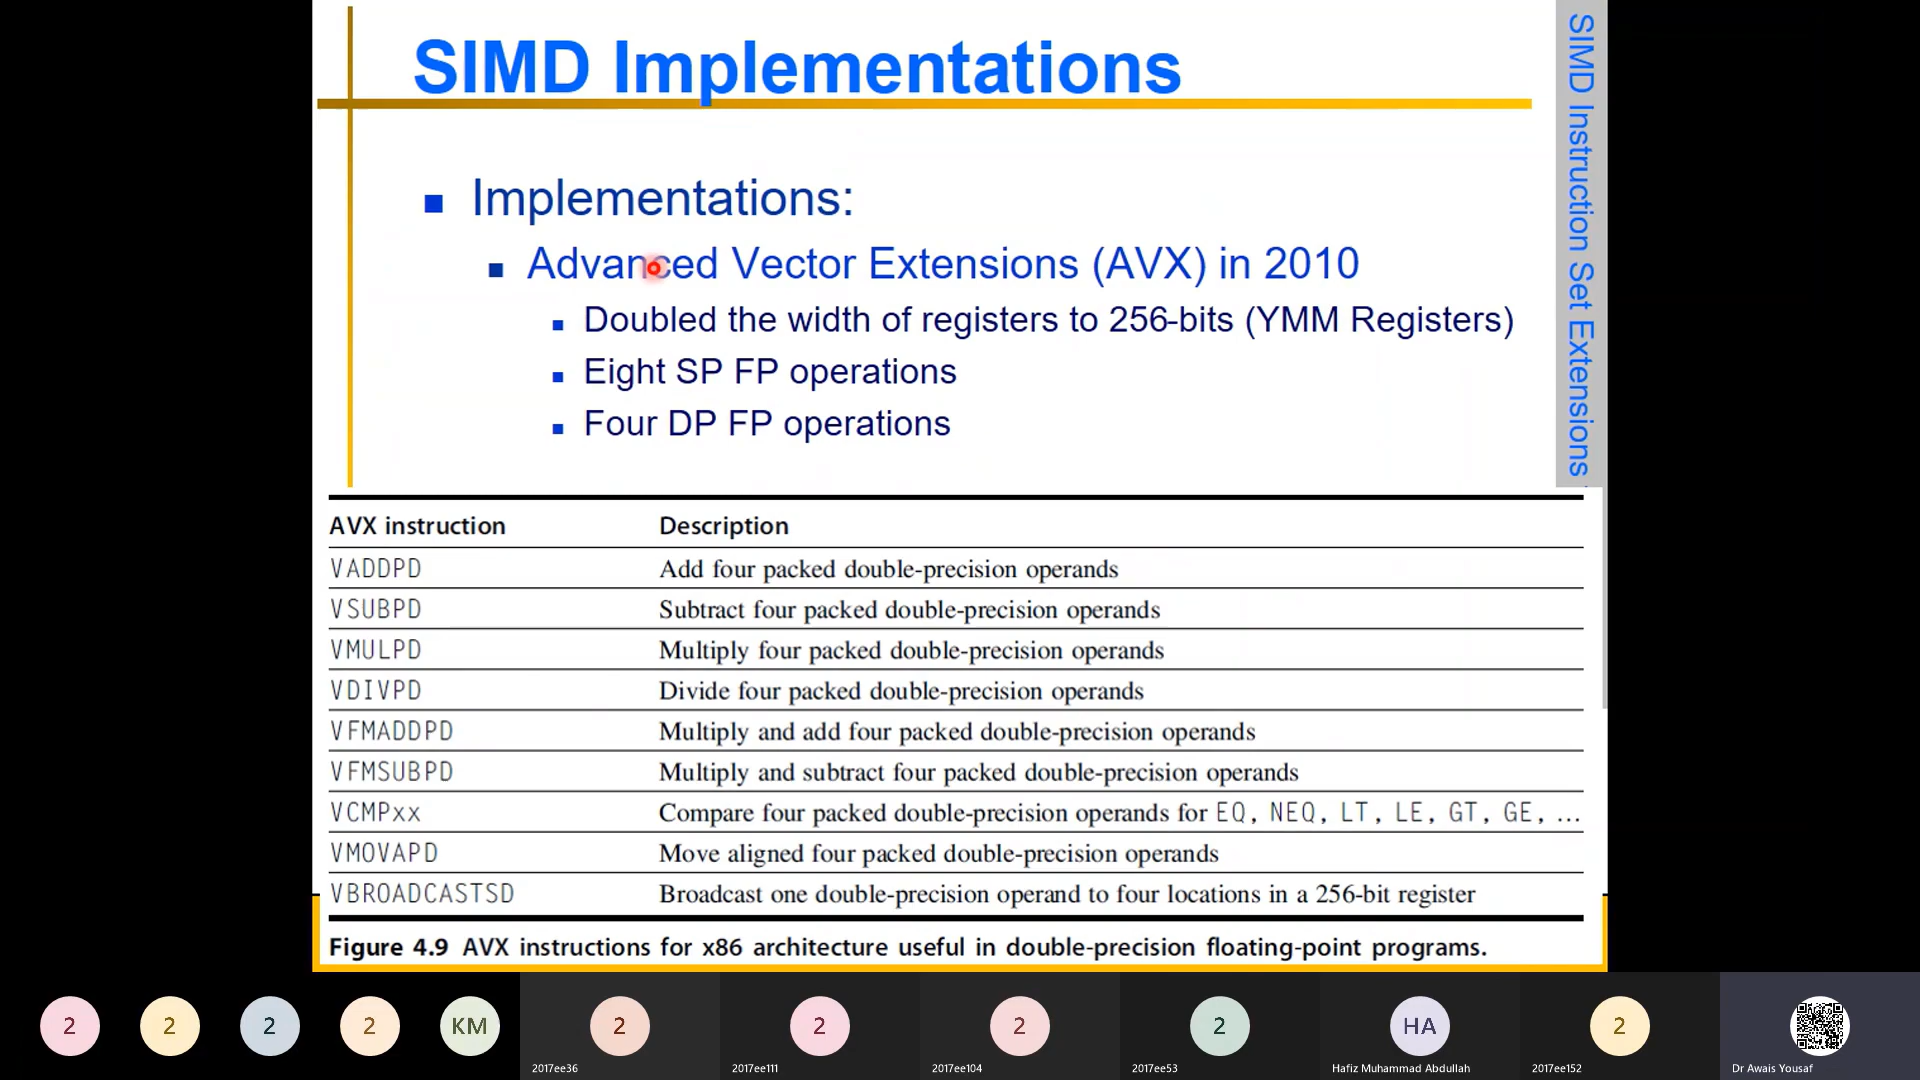 SIMD Implementations
SIMD Instruction Set Extensions
Implementations:
Advanced Vector Extensions (AVX) in 2010
Doubled the width of registers to 256-bits (YMM Registers)
Eight SP FP operations
Four DP FP operations
AVX instruction Description
VADDPD Add four packed double-precision operands
VSUBPD Subtract four packed double-precision operands
VMULPD Multiply four packed double-precision operands
VDIVPD Divide four packed double-precision operands
VFMADDPD Multiply and add four packed double-precision operands
VFMSUBPD Multiply and subtract four packed double-precision operands
VCMPxx Compare four packed double-precision operands for EQ, NEQ, LT, LE, GT, GE, ...
VMOVAPD Move aligned four packed double-precision operands
VBROADCASTSD Broadcast one double-precision operand to four locations in a 256-bit register
Figure 4.9 AVX instructions for x86 architecture useful in double-precision floating-point programs.
2 2 2 2 KM 2 2 2 2 HA 2
2017ee36 2017ee111 2017ee104 2017ee53 Hafiz Muhammad Abdullah 2017ee152 Dr Awais Yousaf